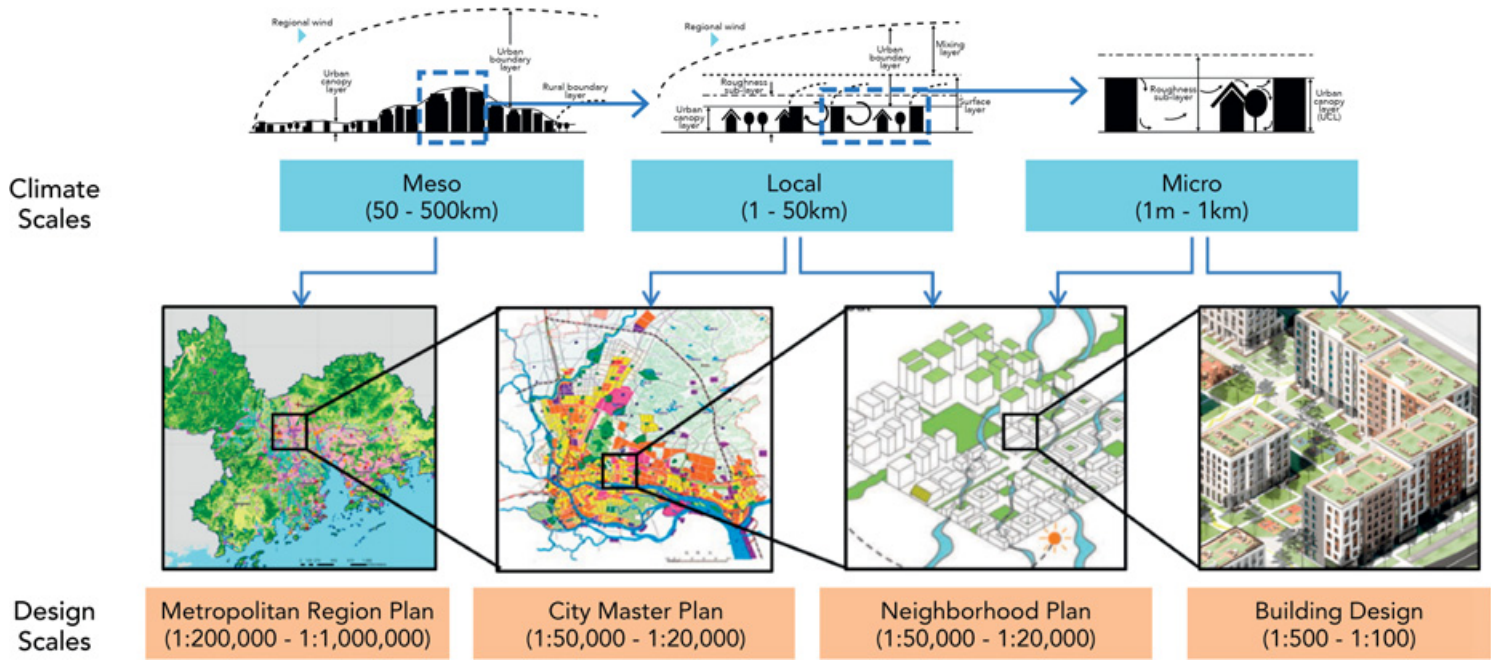 Regional wind
Urban
canopy
layer
Urban
boundary
layer
Rural boundary
layer
Regional wind
Roughness
sub-layer
Urban
canopy
layer
Urban
boundary
layer
Mixing
layer
Surface
layer
Roughness
sub-layer
Urban
canopy
layer
(UCL)
Climate
Scales
Meso
(50 - 500km)
Local
(1 - 50km)
Micro
(1m - 1km)
Design
Scales
Metropolitan Region Plan
(1:200,000 - 1:1,000,000)
City Master Plan
(1:50,000 - 1:20,000)
Neighborhood Plan
(1:50,000 - 1:20,000)
Building Design
(1:500 - 1:100)